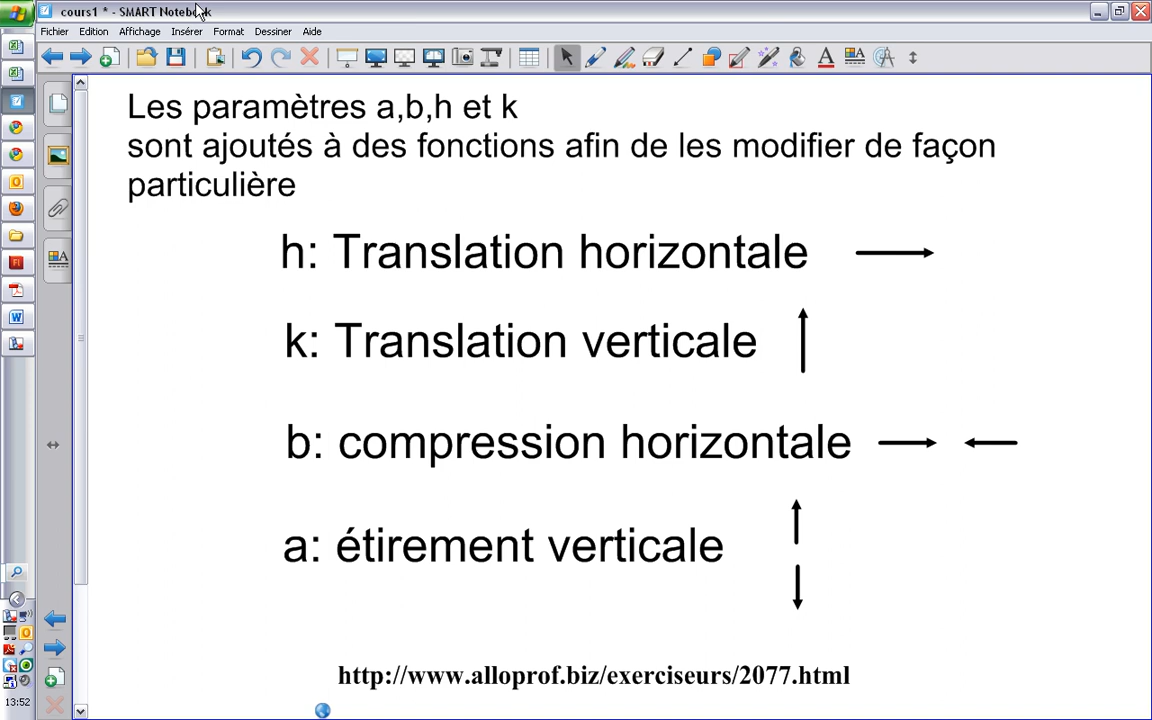 cours1 * - SMART Notebook
Fichier Edition Affichage Insérer Format Dessiner Aide
Les paramètres a,b,h et k
sont ajoutés à des fonctions afin de les modifier de façon
particulière
h: Translation horizontale
k: Translation verticale
b: compression horizontale
a: étirement verticale
http://www.alloprof.biz/exerciseurs/2077.html
13:52